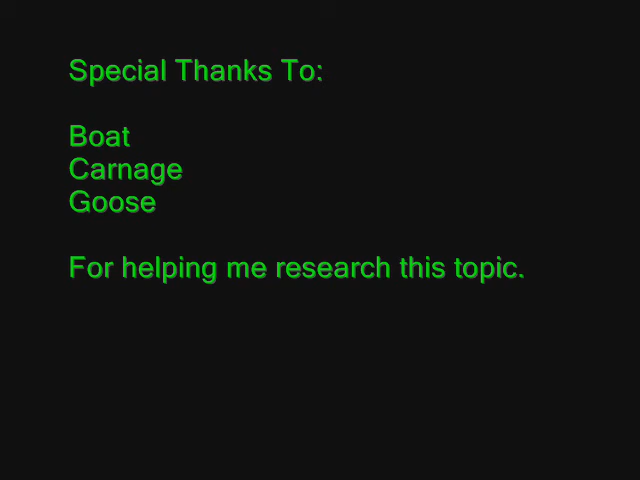 Special Thanks To:
Boat
Carnage
Goose
For helping me research this topic.